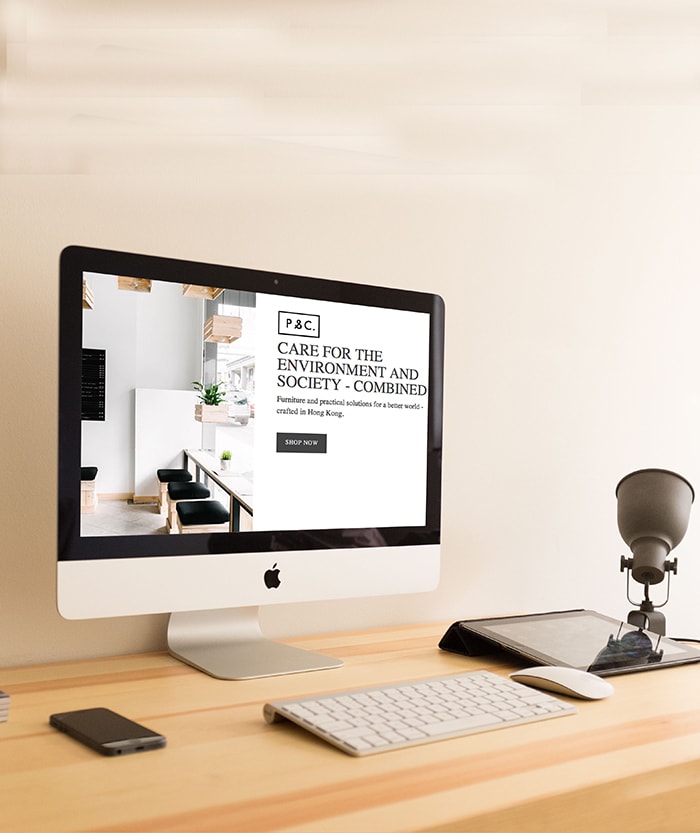 P.&C.
CARE FOR THE
ENVIRONMENT AND
SOCIETY - COMBINED
Furniture and practical solutions for a better world -
crafted in Hong Kong.
SHOP NOW